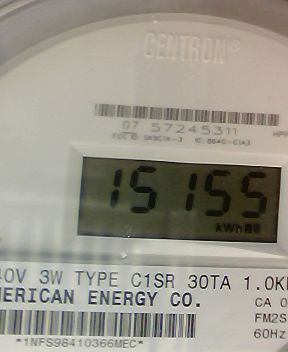 CENTRON®
07 57245311
15155
kWh
40V 3W TYPE C1SR 30TA 1.0K
MERICAN ENERGY CO.
CA 0
FM2S
60Hz
*1NFS98410366MEC*